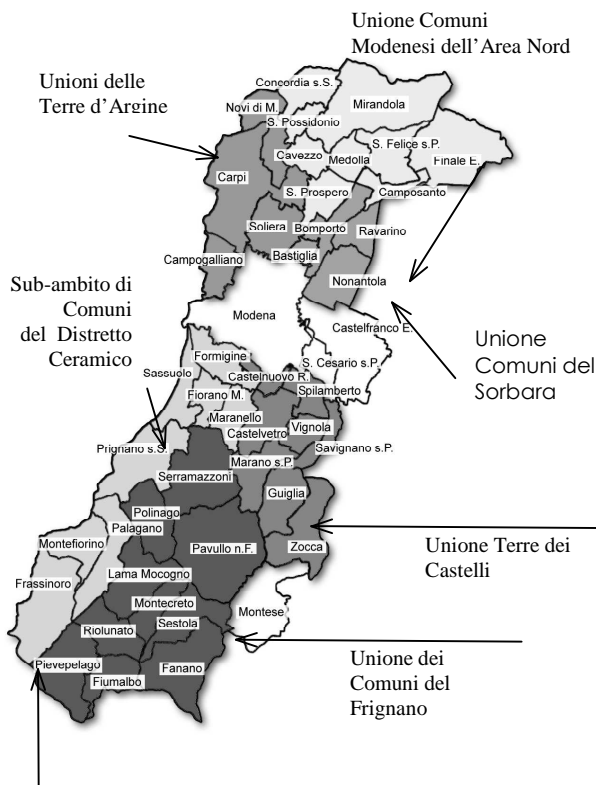 Unione Comuni
Modenesi dell'Area Nord
Unioni delle
Terre d'Argine
Concordia s.S.
Mirandola
Novi di M.
S. Possidonio
S. Felice s.P.
Cavezzo
Medolla
Finale E.
Carpi
S. Prospero
Camposanto
Soliera
Bomporto
Ravarino
Campogalliano
Bastiglia
Nonantola
Sub-ambito di
Comuni
del Distretto
Ceramico
Modena
Castelfranco E.
Unione
Comuni del
Sorbara
Formigine
S. Cesario s.P.
Sassuolo
Castelnuovo R.
Fiorano M.
Spilamberto
Maranello
Vignola
Castelvetro
Prignano s.S.
Savignano s.P.
Marano s.P.
Serramazzoni
Guiglia
Polinago
Palagano
Montefiorino
Pavullo n.F.
Zocca
Unione Terre dei
Castelli
Frassinoro
Lama Mocogno
Montecreto
Montese
Sestola
Riolunato
Unione dei
Comuni del
Frignano
Pievepelago
Fanano
Fiumalbo